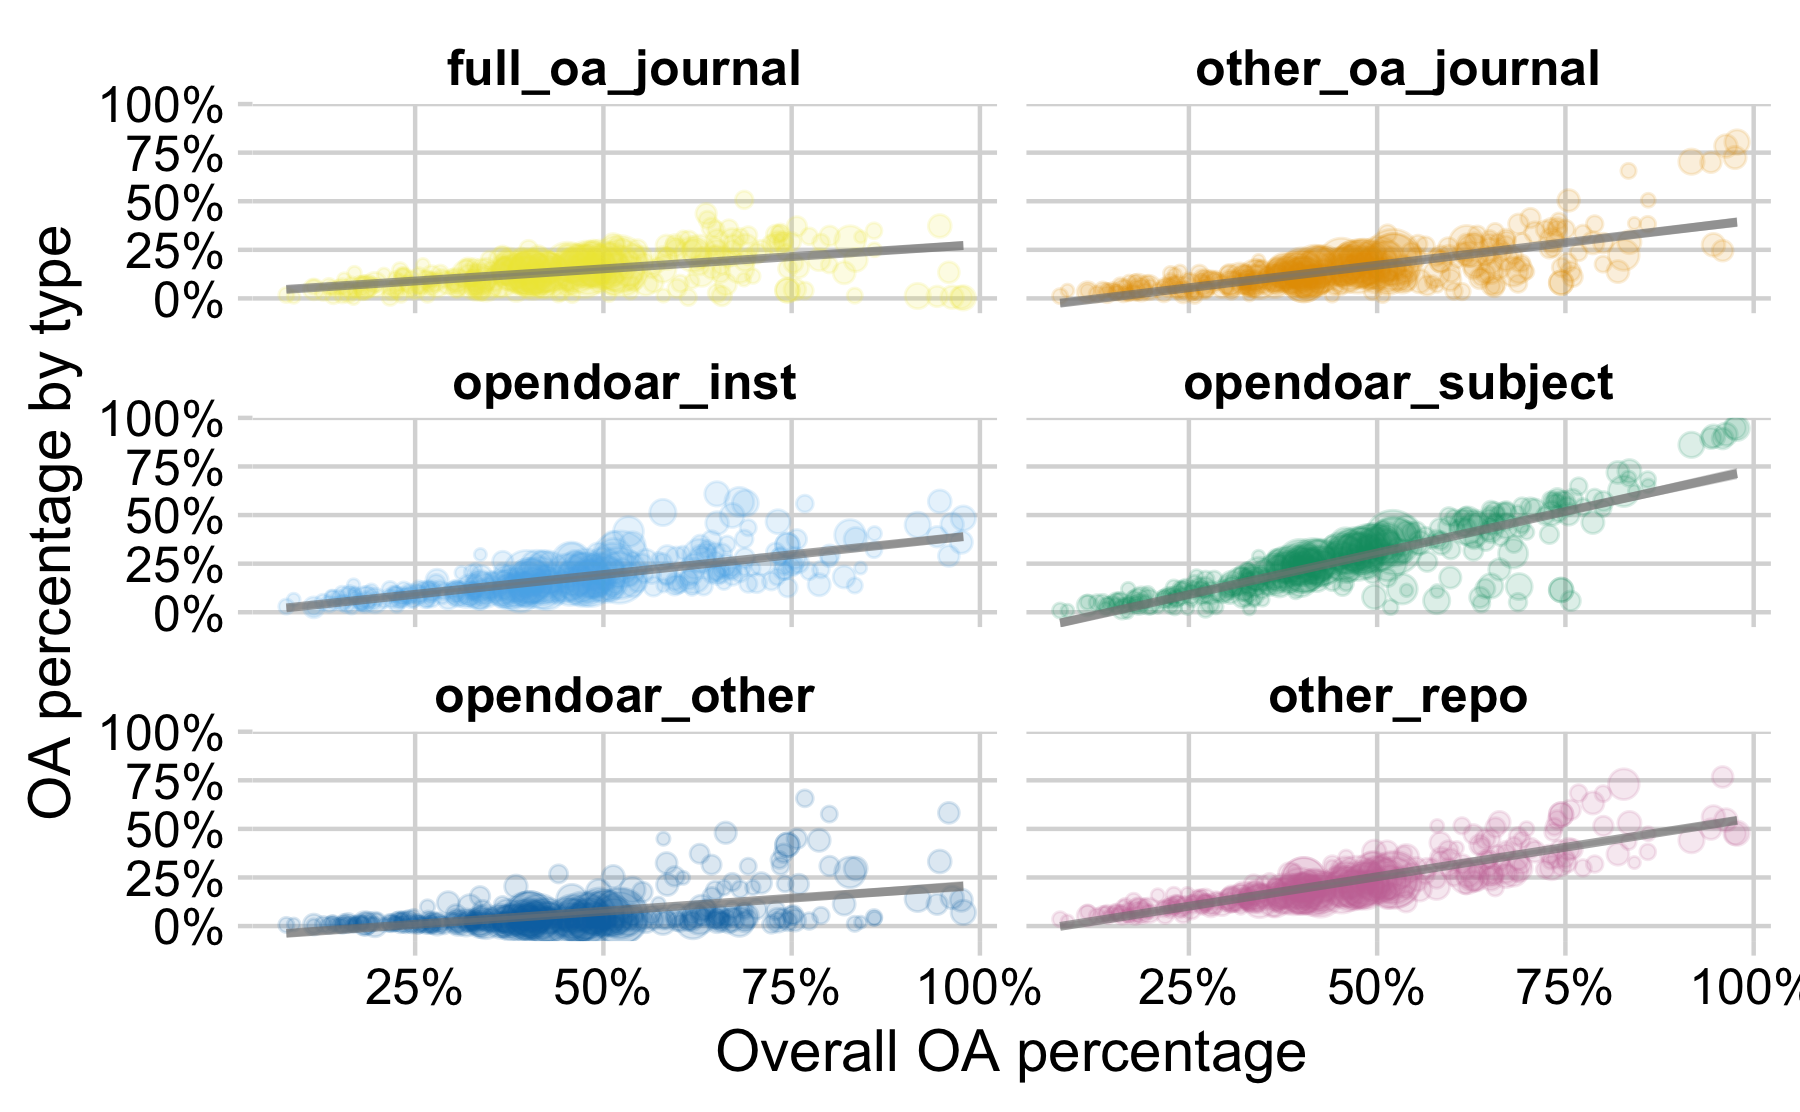 full_oa_journal other_oa_journal
100%
75%
50%
25%
0%
opendoar_inst opendoar_subject
100%
75%
50%
25%
0%
opendoar_other other_repo
100%
75%
50%
25%
0%
25% 50% 75% 100% 25% 50% 75% 100%
Overall OA percentage
OA percentage by type